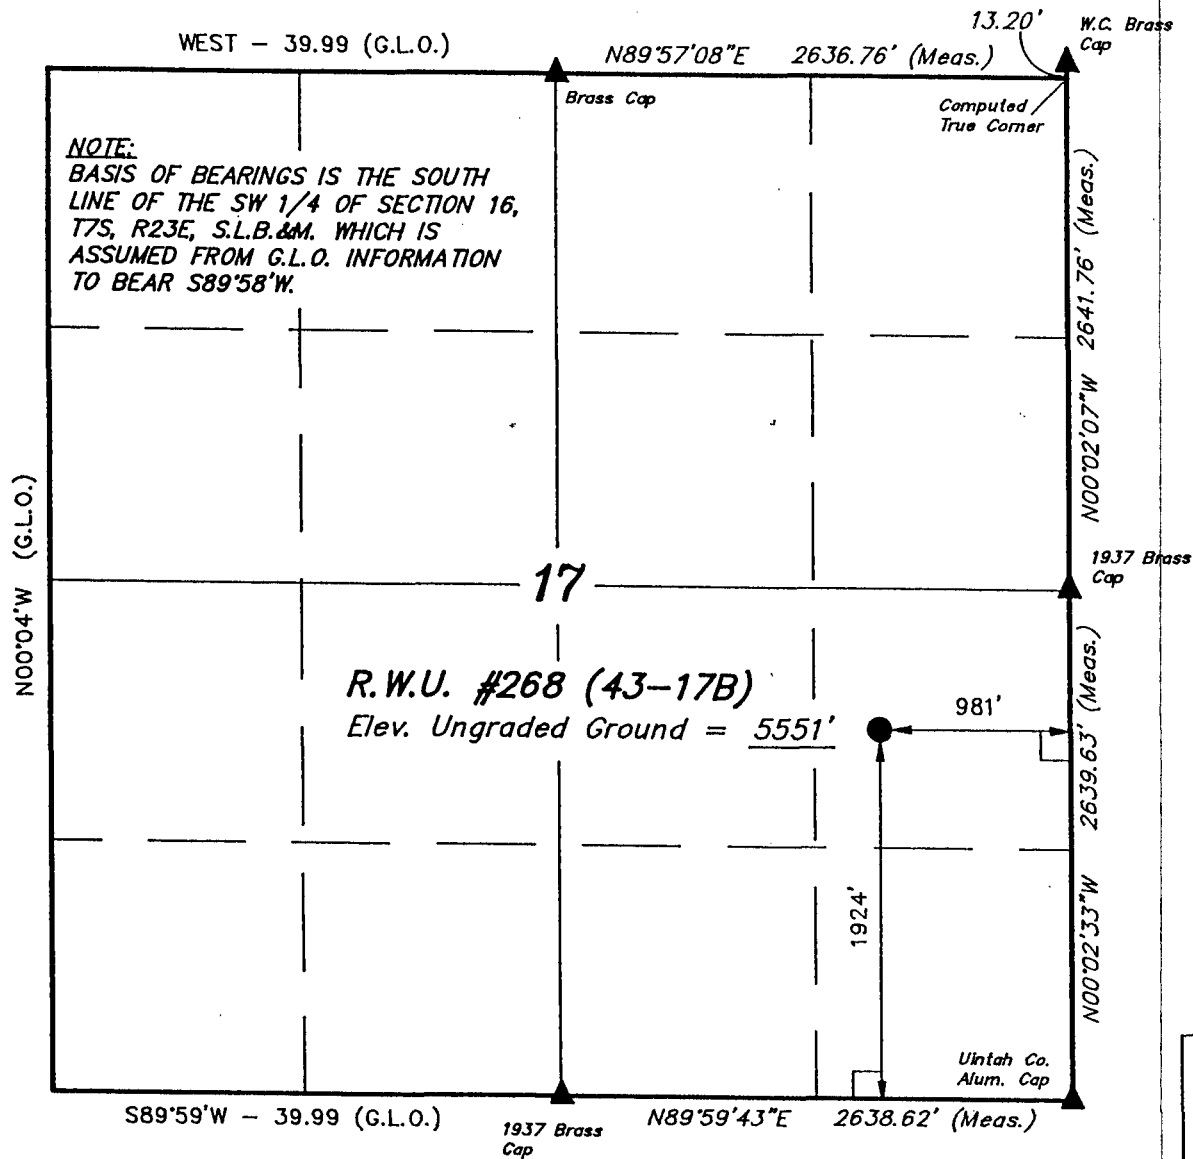 13.20'
W.C. Brass
Cap
WEST - 39.99 (G.L.O.)
N89°57'08"E 2636.76' (Meas.)
Brass Cap
Computed
True Corner
NOTE:
BASIS OF BEARINGS IS THE SOUTH
LINE OF THE SW 1/4 OF SECTION 16,
T7S, R23E, S.L.B.&M. WHICH IS
ASSUMED FROM G.L.O. INFORMATION
TO BEAR S89°58'W.
N00°02'07"W 2641.76' (Meas.)
N00°04'W (G.L.O.)
1937 Brass
Cap
17
R.W.U. #268 (43-17B)
Elev. Ungraded Ground = 5551'
981'
1924'
N00°02'33"W 2639.63' (Meas.)
Uintah Co.
Alum. Cap
S89°59'W - 39.99 (G.L.O.)
1937 Brass
Cap
N89°59'43"E 2638.62' (Meas.)